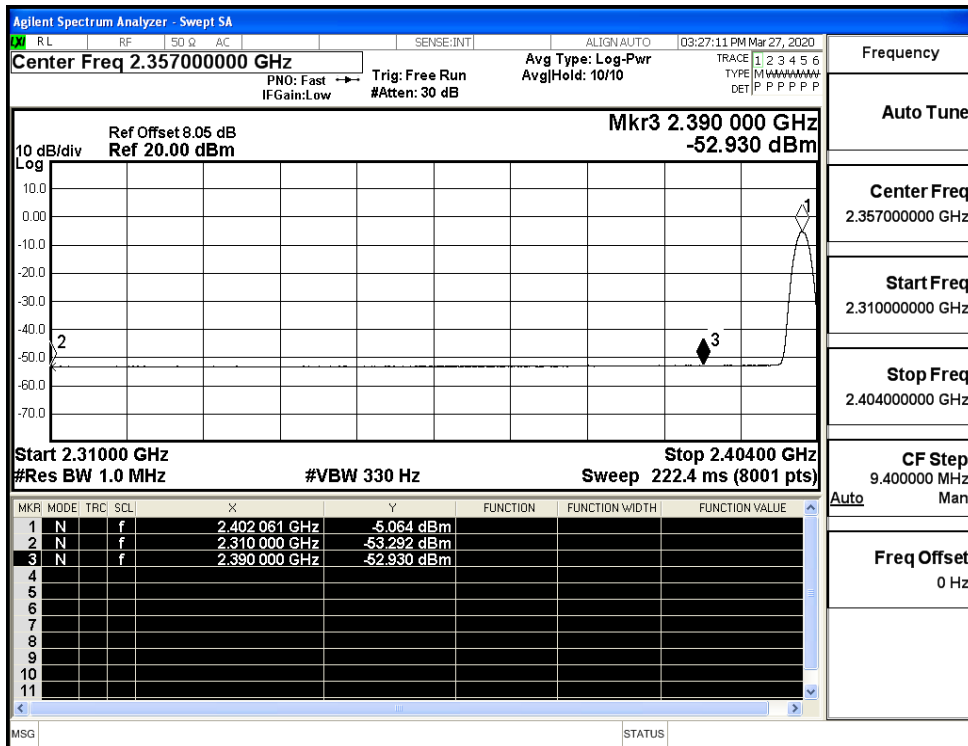 Agilent Spectrum Analyzer - Swept SA
LXI RL RF 50 Ω AC SENSE:INT ALIGNAUTO 03:27:11 PM Mar 27, 2020
Center Freq 2.357000000 GHz
PNO: Fast
IFGain:Low
Trig: Free Run
#Atten: 30 dB
Avg Type: Log-Pwr
Avg|Hold: 10/10
TRACE 1 2 3 4 5 6
TYPE M WWWWW
DET P P P P P P
Ref Offset 8.05 dB
Ref 20.00 dBm
10 dB/div
Log
Mkr3 2.390 000 GHz
-52.930 dBm
10.0
0.00
-10.0
-20.0
-30.0
-40.0
-50.0
-60.0
-70.0
1
2
3
Start 2.31000 GHz Stop 2.40400 GHz
#Res BW 1.0 MHz #VBW 330 Hz Sweep 222.4 ms (8001 pts)
MKR MODE TRC SCL X Y FUNCTION FUNCTION WIDTH FUNCTION VALUE
1 N f 2.402 061 GHz -5.064 dBm
2 N f 2.310 000 GHz -53.292 dBm
3 N f 2.390 000 GHz -52.930 dBm
4
5
6
7
8
9
10
11
MSG STATUS
Frequency
Auto Tune
Center Freq
2.357000000 GHz
Start Freq
2.310000000 GHz
Stop Freq
2.404000000 GHz
CF Step
9.400000 MHz
Auto Man
Freq Offset
0 Hz